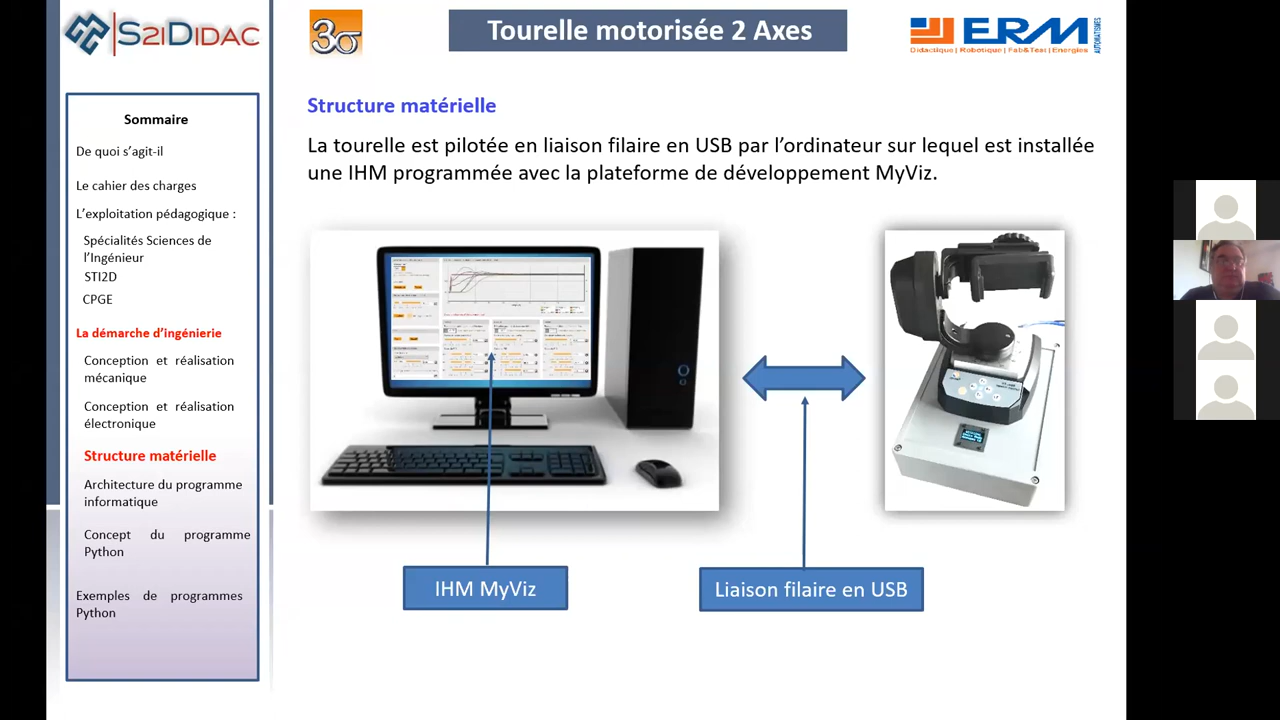 S2IDIDAC
3σ
Tourelle motorisée 2 Axes
ERM
AUTOMATISMES
Didactique | Robotique | Fab&Test | Energies
Sommaire
De quoi s'agit-il
Le cahier des charges
L'exploitation pédagogique :
Spécialités Sciences de
l'Ingénieur
STI2D
CPGE
La démarche d'ingénierie
Conception et réalisation
mécanique
Conception et réalisation
électronique
Structure matérielle
Architecture du programme
informatique
Concept du programme
Python
Exemples de programmes
Python
Structure matérielle
La tourelle est pilotée en liaison filaire en USB par l'ordinateur sur lequel est installée
une IHM programmée avec la plateforme de développement MyViz.
IHM MyViz
Liaison filaire en USB